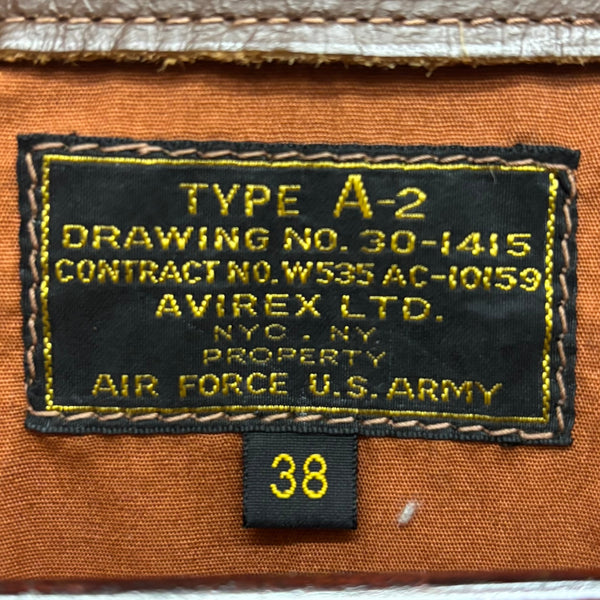 TYPE A-2
DRAWING NO. 30-1415
CONTRACT NO. W535 AC-10159
AVIREX LTD.
NYC. NY
PROPERTY
AIR FORCE U.S. ARMY
38